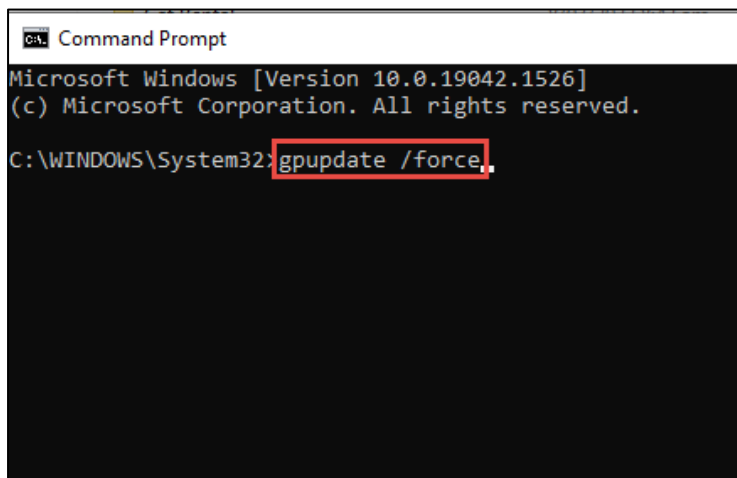 Command Prompt
Microsoft Windows [Version 10.0.19042.1526]
(c) Microsoft Corporation. All rights reserved.
C:\WINDOWS\System32>gpupdate /force